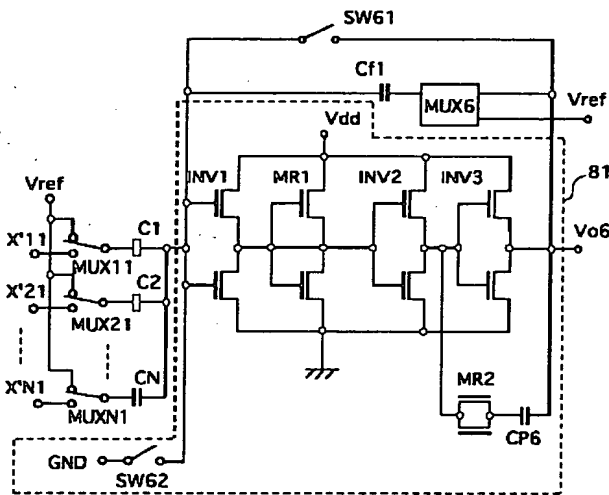 SW61
Cf1
MUX6
Vref
Vdd
INV1
MR1
INV2
INV3
81
Vref
C1
X'11
MUX11
Vo6
C2
X'21
MUX21
CN
X'N1
MUXN1
MR2
CP6
GND
SW62